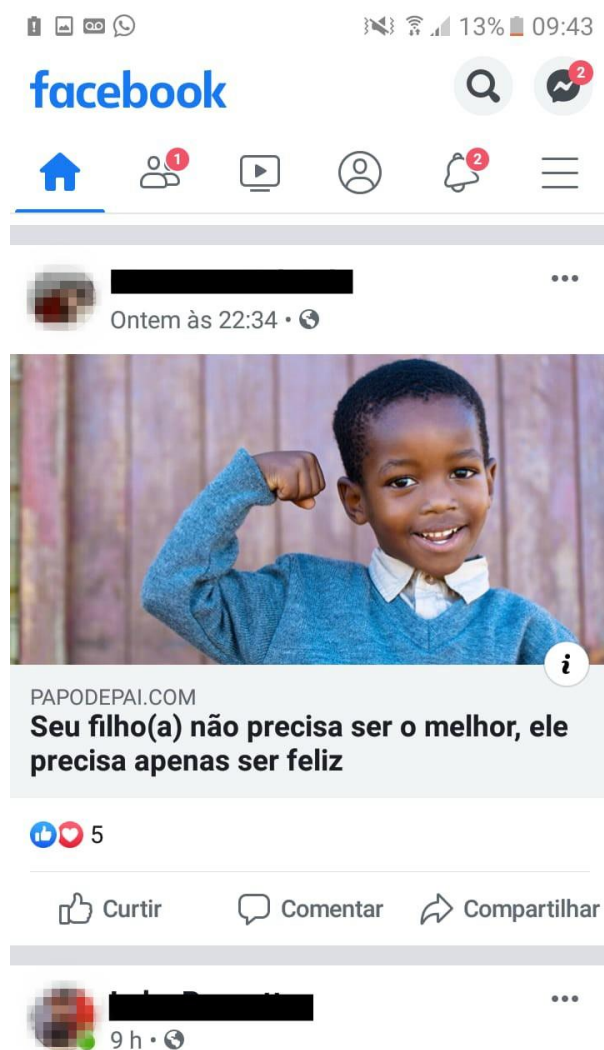 13% 09:43
facebook
2
1
2
Ontem às 22:34 •
i
PAPODEPAI.COM
Seu filho(a) não precisa ser o melhor, ele
precisa apenas ser feliz
5
Curtir Comentar Compartilhar
9 h •